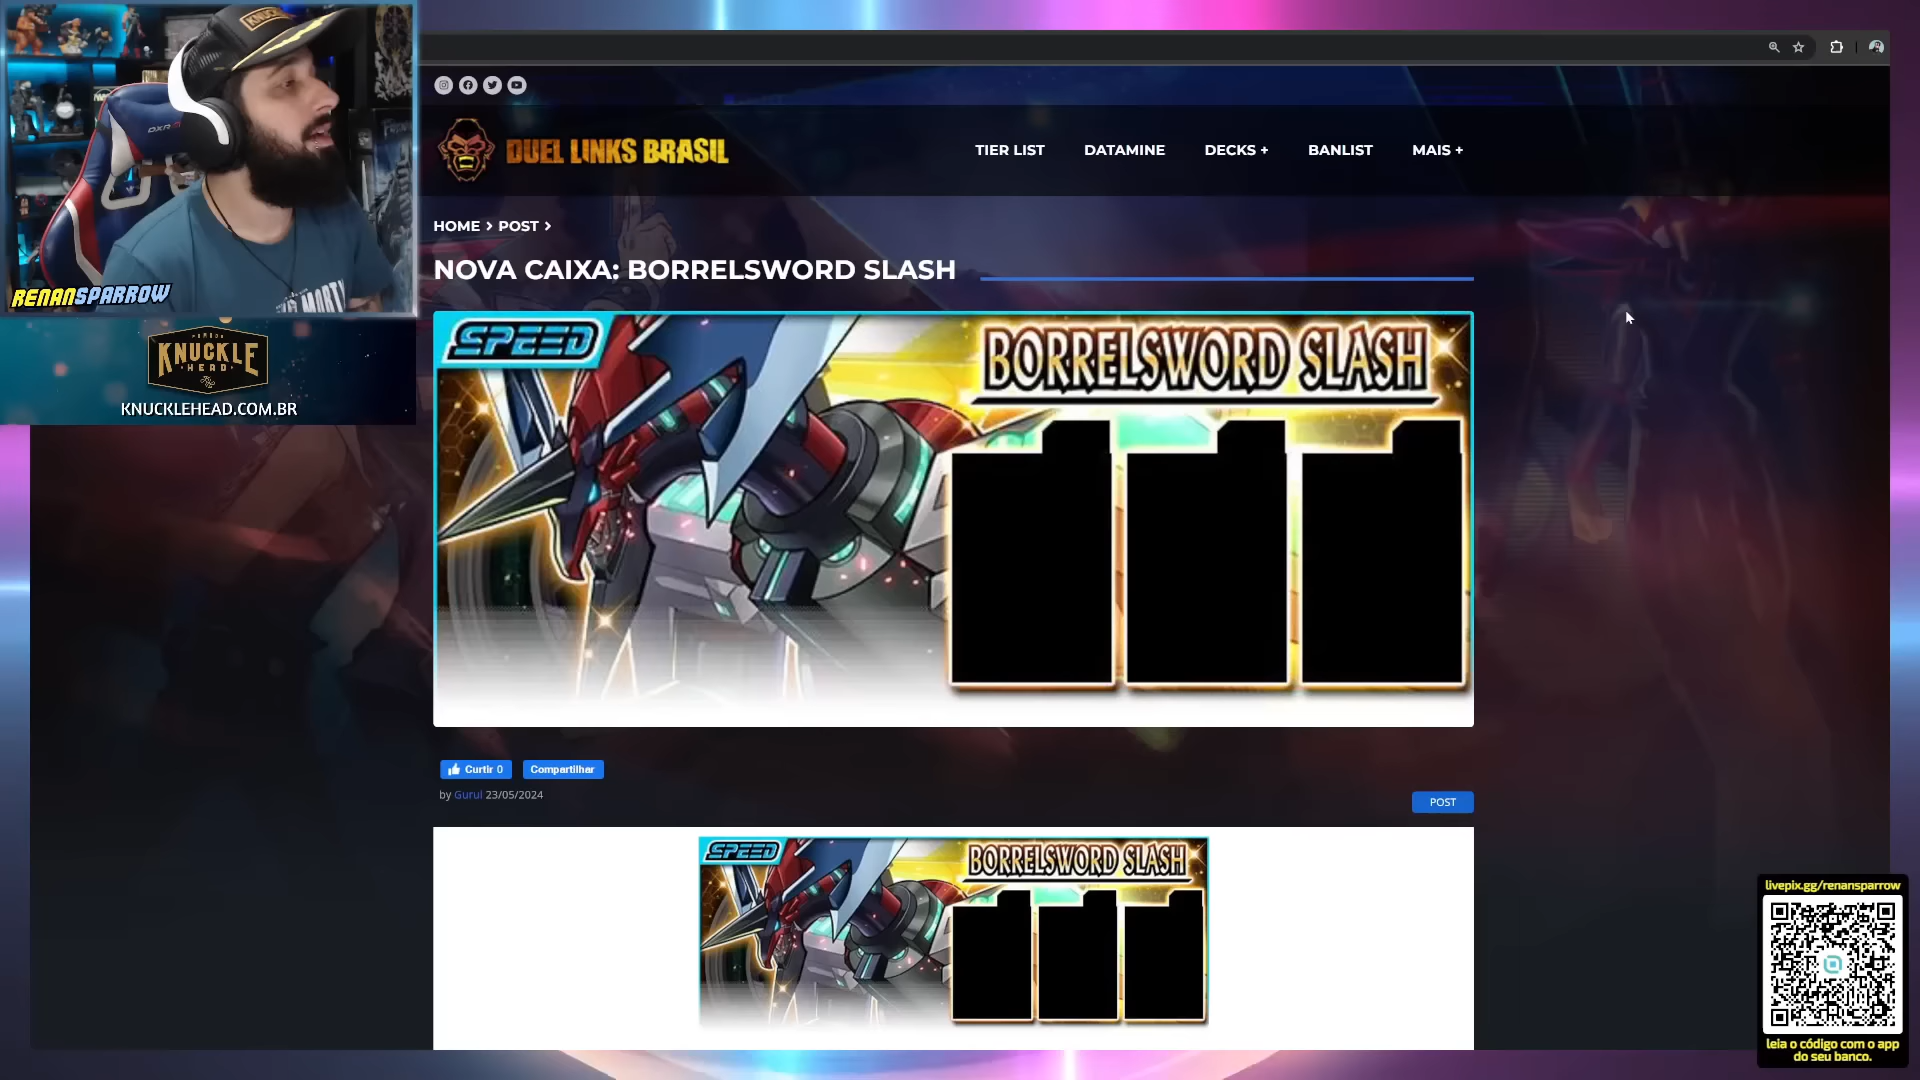 DUEL LINKS BRASIL
TIER LIST
DATAMINE
DECKS +
BANLIST
MAIS +
HOME > POST >
NOVA CAIXA: BORRELSWORD SLASH
SPEED
BORRELSWORD SLASH
RENANSPARROW
KNUCKLE
HEAD
KNUCKLEHEAD.COM.BR
Curtir 0
Compartilhar
by Gurul 23/05/2024
POST
SPEED
BORRELSWORD SLASH
livepix.gg/renansparrow
leia o código com o app
do seu banco.